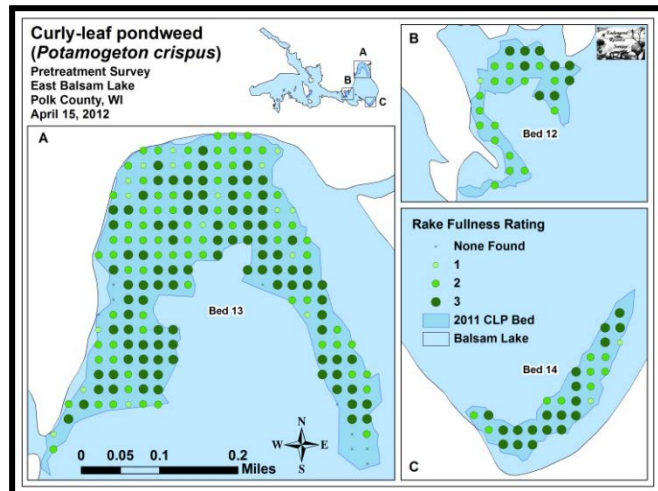 Curly-leaf pondweed
(Potamogeton crispus)
Pretreatment Survey
East Balsam Lake
Polk County, WI
April 15, 2012
A
B
C
A
Bed 13
N
W E
S
0 0.05 0.1 0.2
Miles
B
Bed 12
Rake Fullness Rating
None Found
1
2
3
2011 CLP Bed
Balsam Lake
Bed 14
C